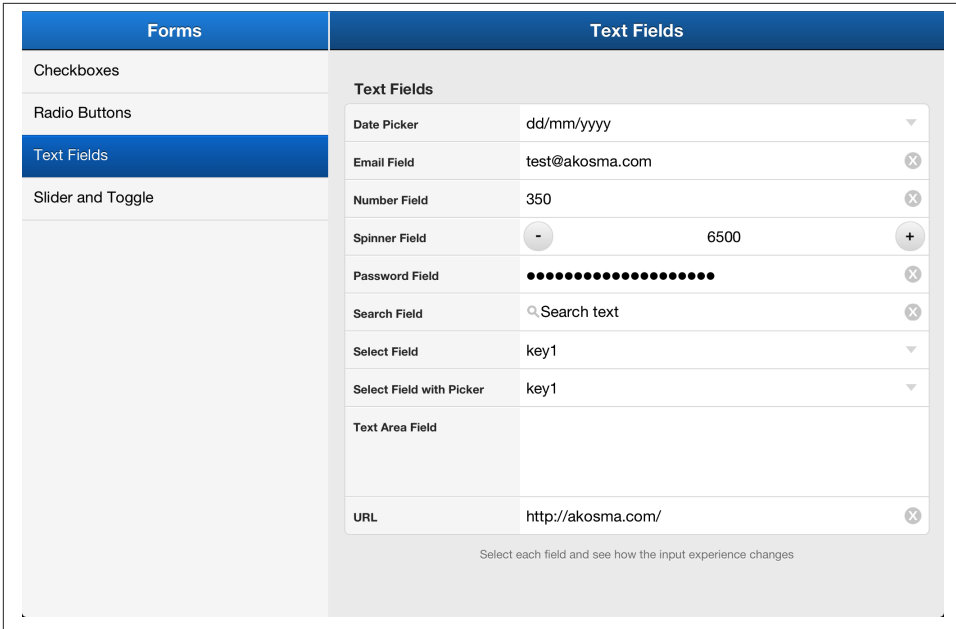 Forms
Text Fields
Checkboxes
Radio Buttons
Text Fields
Slider and Toggle
Text Fields
Date Picker dd/mm/yyyy
Email Field test@akosma.com X
Number Field 350 X
Spinner Field - 6500 +
Password Field ●●●●●●●●●●●●●●●●●●●● X
Search Field Search text X
Select Field key1
Select Field with Picker key1
Text Area Field
URL http://akosma.com/ X
Select each field and see how the input experience changes